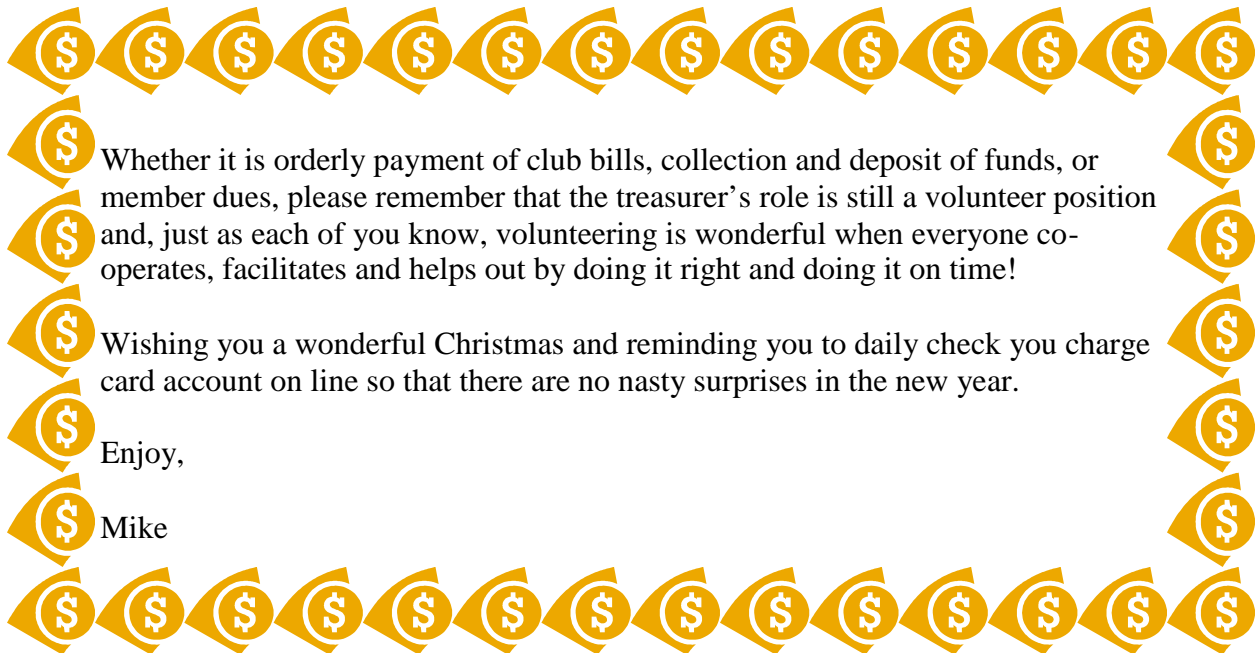 Whether it is orderly payment of club bills, collection and deposit of funds, or
member dues, please remember that the treasurer’s role is still a volunteer position
and, just as each of you know, volunteering is wonderful when everyone co-
operates, facilitates and helps out by doing it right and doing it on time!
Wishing you a wonderful Christmas and reminding you to daily check you charge
card account on line so that there are no nasty surprises in the new year.
Enjoy,
Mike